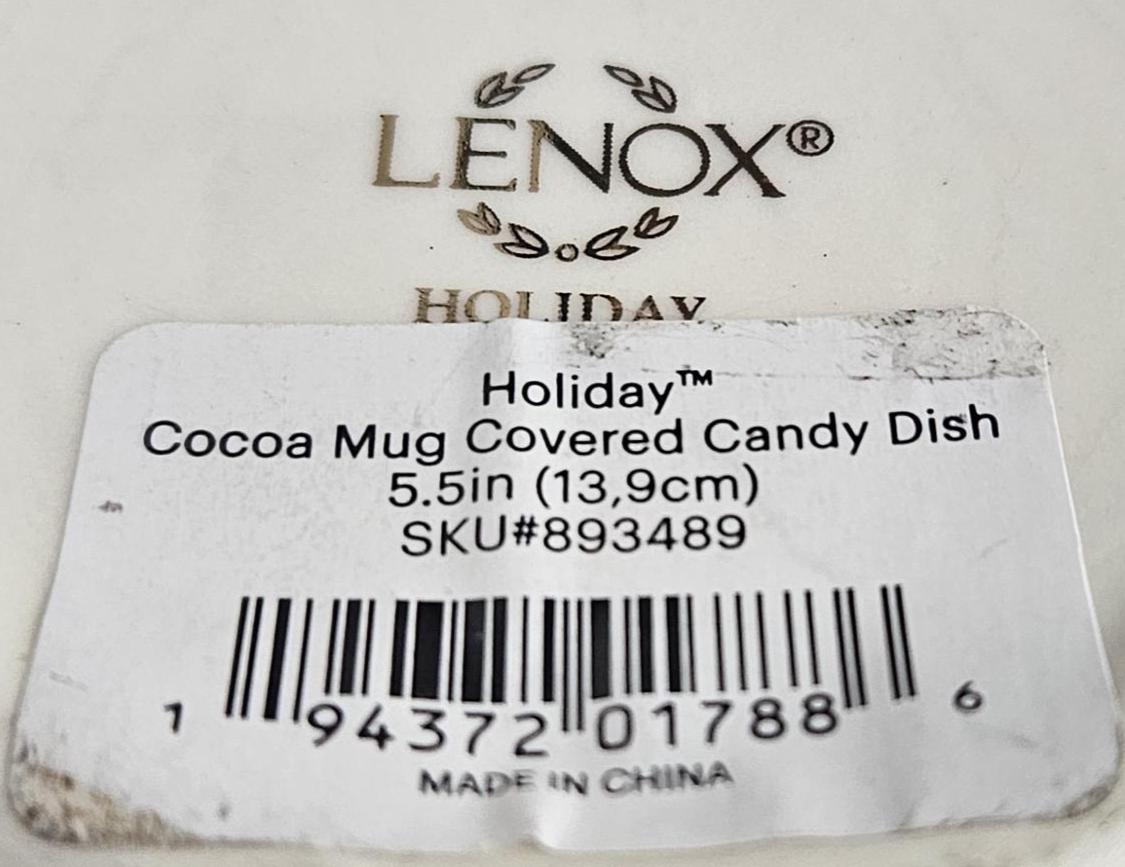 LENOX®
HOLIDAY
Holiday™
Cocoa Mug Covered Candy Dish
5.5in (13,9cm)
SKU#893489
1 94372 01788 6
MADE IN CHINA